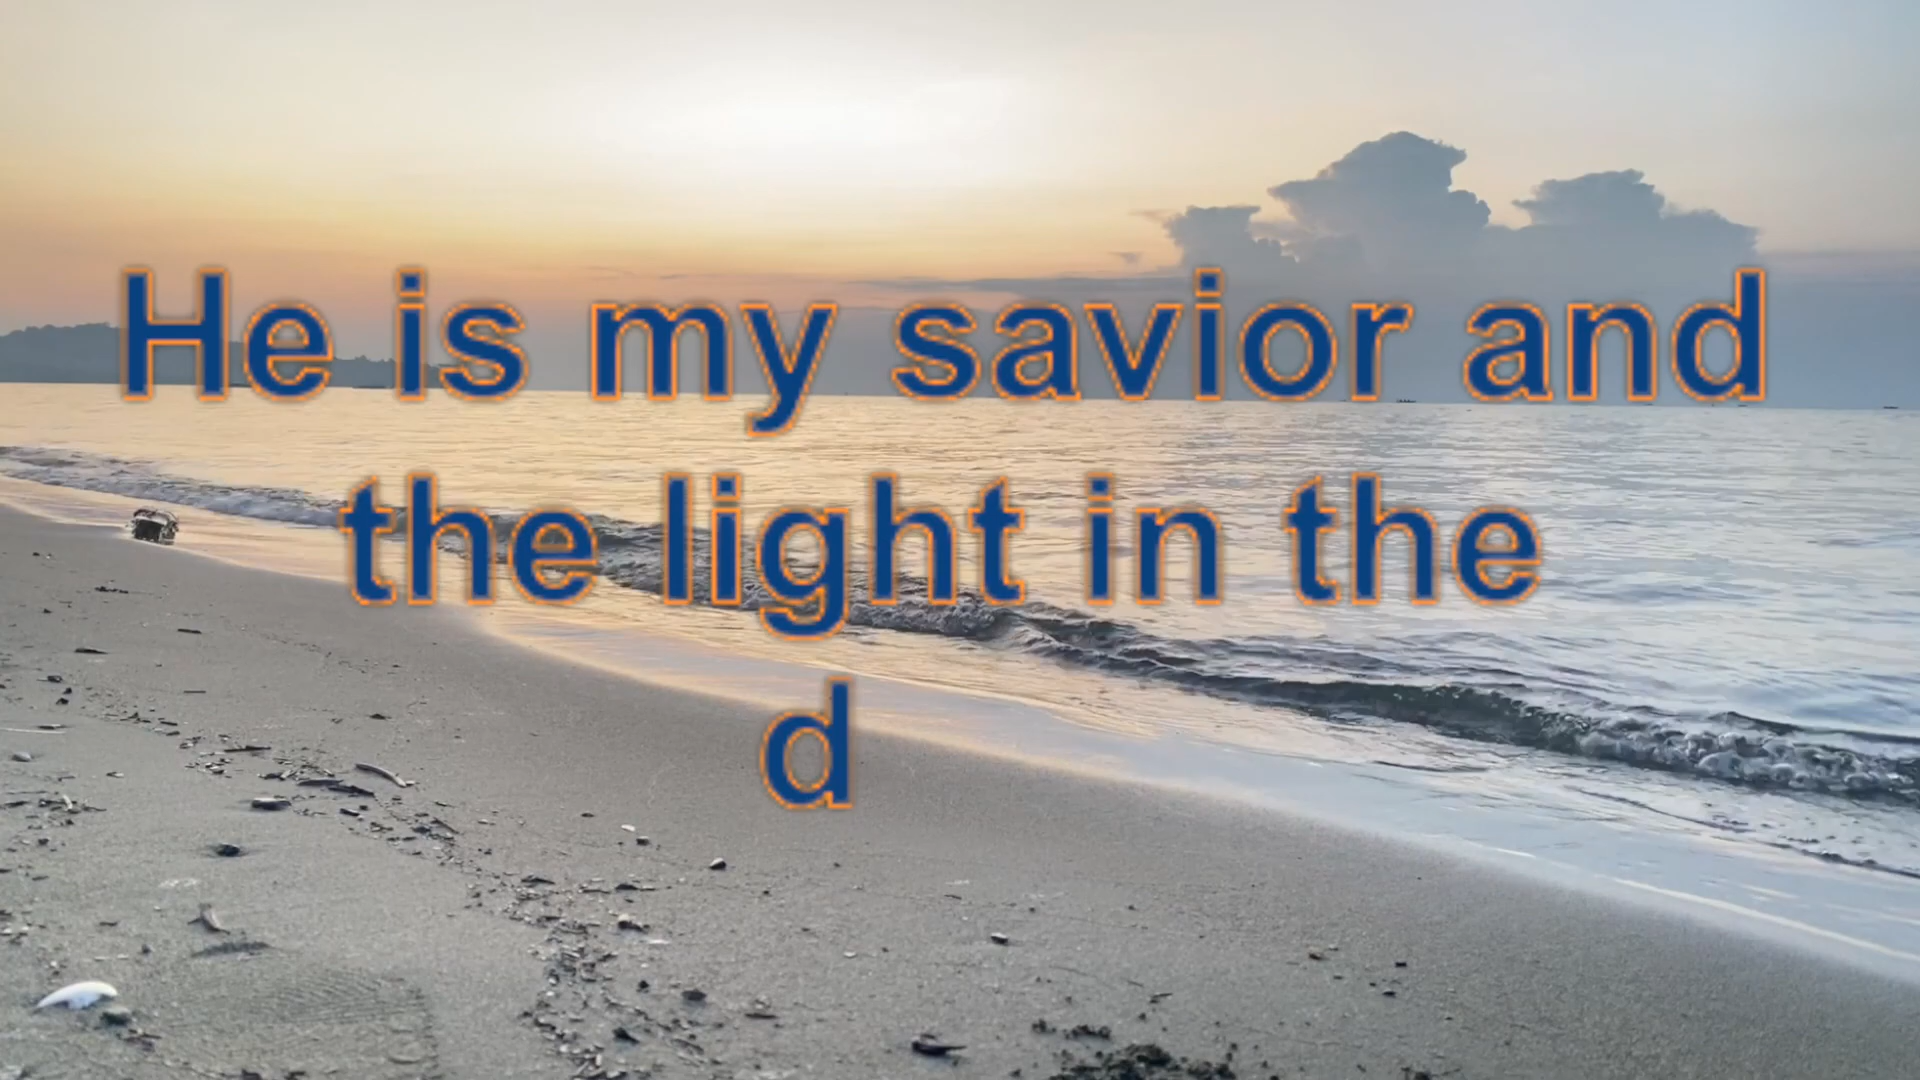 He is my savior and
the light in the
d